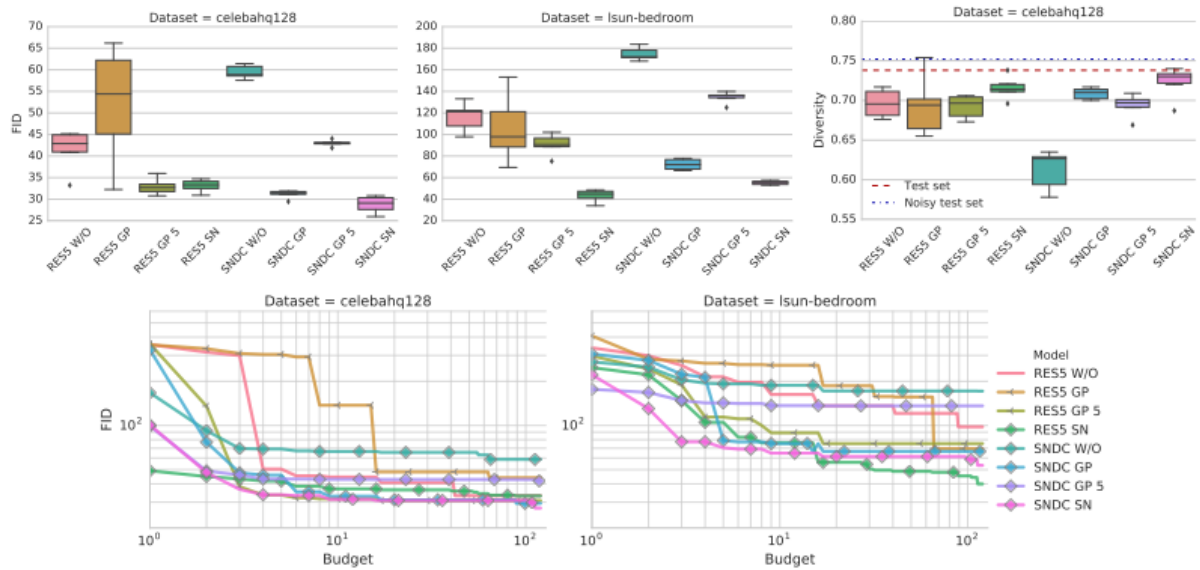 Dataset = celebahq128
FID
70
65
60
55
50
45
40
35
30
25
RES5 W/O
RES5 GP
RES5 GP 5
RES5 SN
SNDC W/O
SNDC GP
SNDC GP 5
SNDC SN
Dataset = lsun-bedroom
200
180
160
140
120
100
80
60
40
20
RES5 W/O
RES5 GP
RES5 GP 5
RES5 SN
SNDC W/O
SNDC GP
SNDC GP 5
SNDC SN
Dataset = celebahq128
Diversity
0.80
0.75
0.70
0.65
0.60
0.55
Test set
Noisy test set
RES5 W/O
RES5 GP
RES5 GP 5
RES5 SN
SNDC W/O
SNDC GP
SNDC GP 5
SNDC SN
Dataset = celebahq128
FID
10²
10⁰
10¹
10²
Budget
Dataset = lsun-bedroom
10²
10⁰
10¹
10²
Budget
Model
RES5 W/O
RES5 GP
RES5 GP 5
RES5 SN
SNDC W/O
SNDC GP
SNDC GP 5
SNDC SN